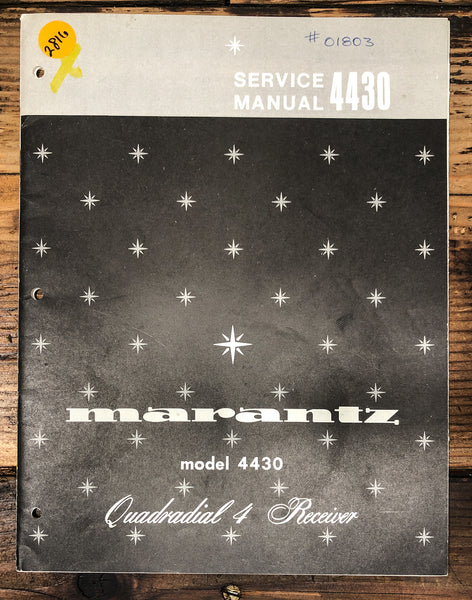 2816
# 01803
SERVICE
MANUAL 4430
marantz
model 4430
Quadradial 4 Receiver